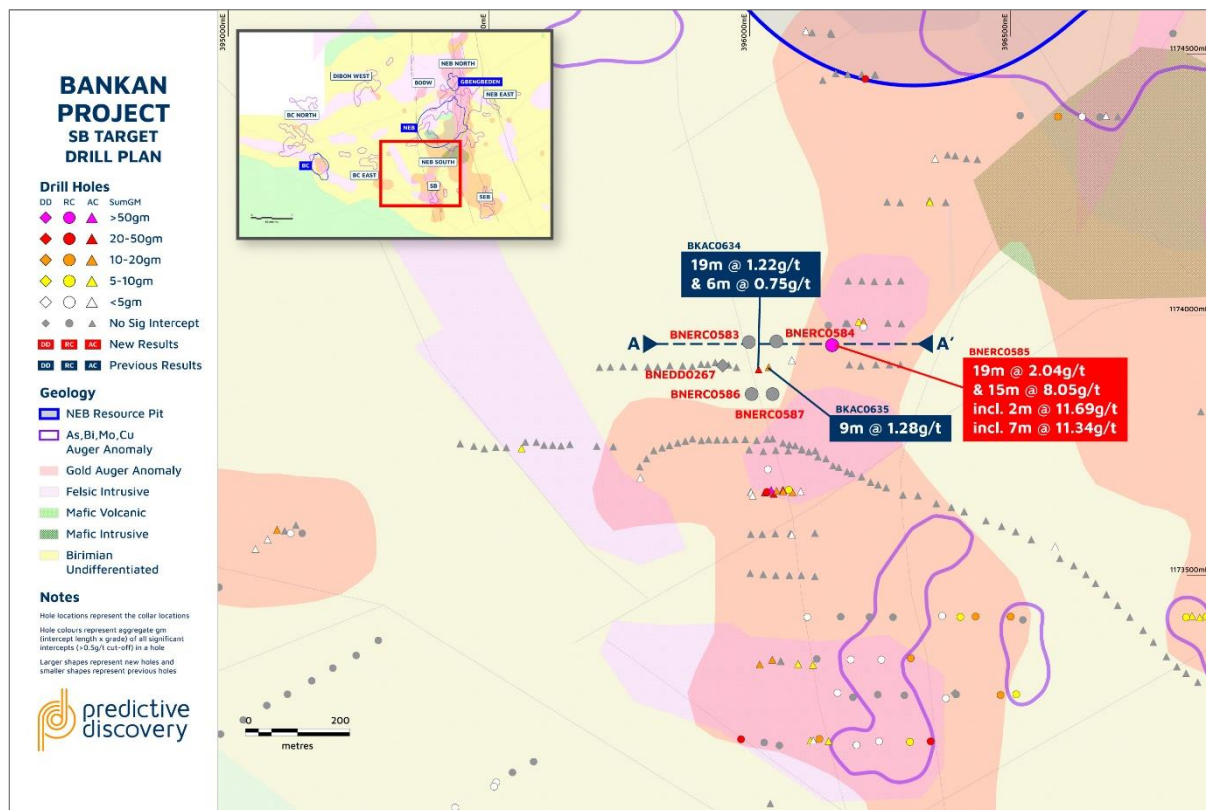 BANKAN
PROJECT
SB TARGET
DRILL PLAN
Drill Holes
DD RC AC SumGM
>50gm
20-50gm
10-20gm
5-10gm
<5gm
No Sig Intercept
DD RC AC New Results
DD RC AC Previous Results
Geology
NEB Resource Pit
As,Bi,Mo,Cu
Auger Anomaly
Gold Auger Anomaly
Felsic Intrusive
Mafic Volcanic
Mafic Intrusive
Birimian
Undifferentiated
Notes
Hole locations represent the collar locations
Hole colours represent aggregate gm
(intercept length x grade) of all significant
intercepts (>0.5g/t cut-off) in a hole
Larger shapes represent new holes and
smaller shapes represent previous holes
predictive
discovery
395000mE
396000mE
396500mE
1174500m
1174000m
1173500m
NEB NORTH
DIBON WEST
BODW
GBENGBEDEN
NEB EAST
BC NORTH
NEB
BC
BC EAST
NEB SOUTH
SB
SEB
BKAC0634
19m @ 1.22g/t
& 6m @ 0.75g/t
BNERC0583
BNERC0584
A
A'
BNERC0585
19m @ 2.04g/t
& 15m @ 8.05g/t
incl. 2m @ 11.69g/t
incl. 7m @ 11.34g/t
BNEDD0267
BNERC0586
BNERC0587
BKAC0635
9m @ 1.28g/t
0 200
metres